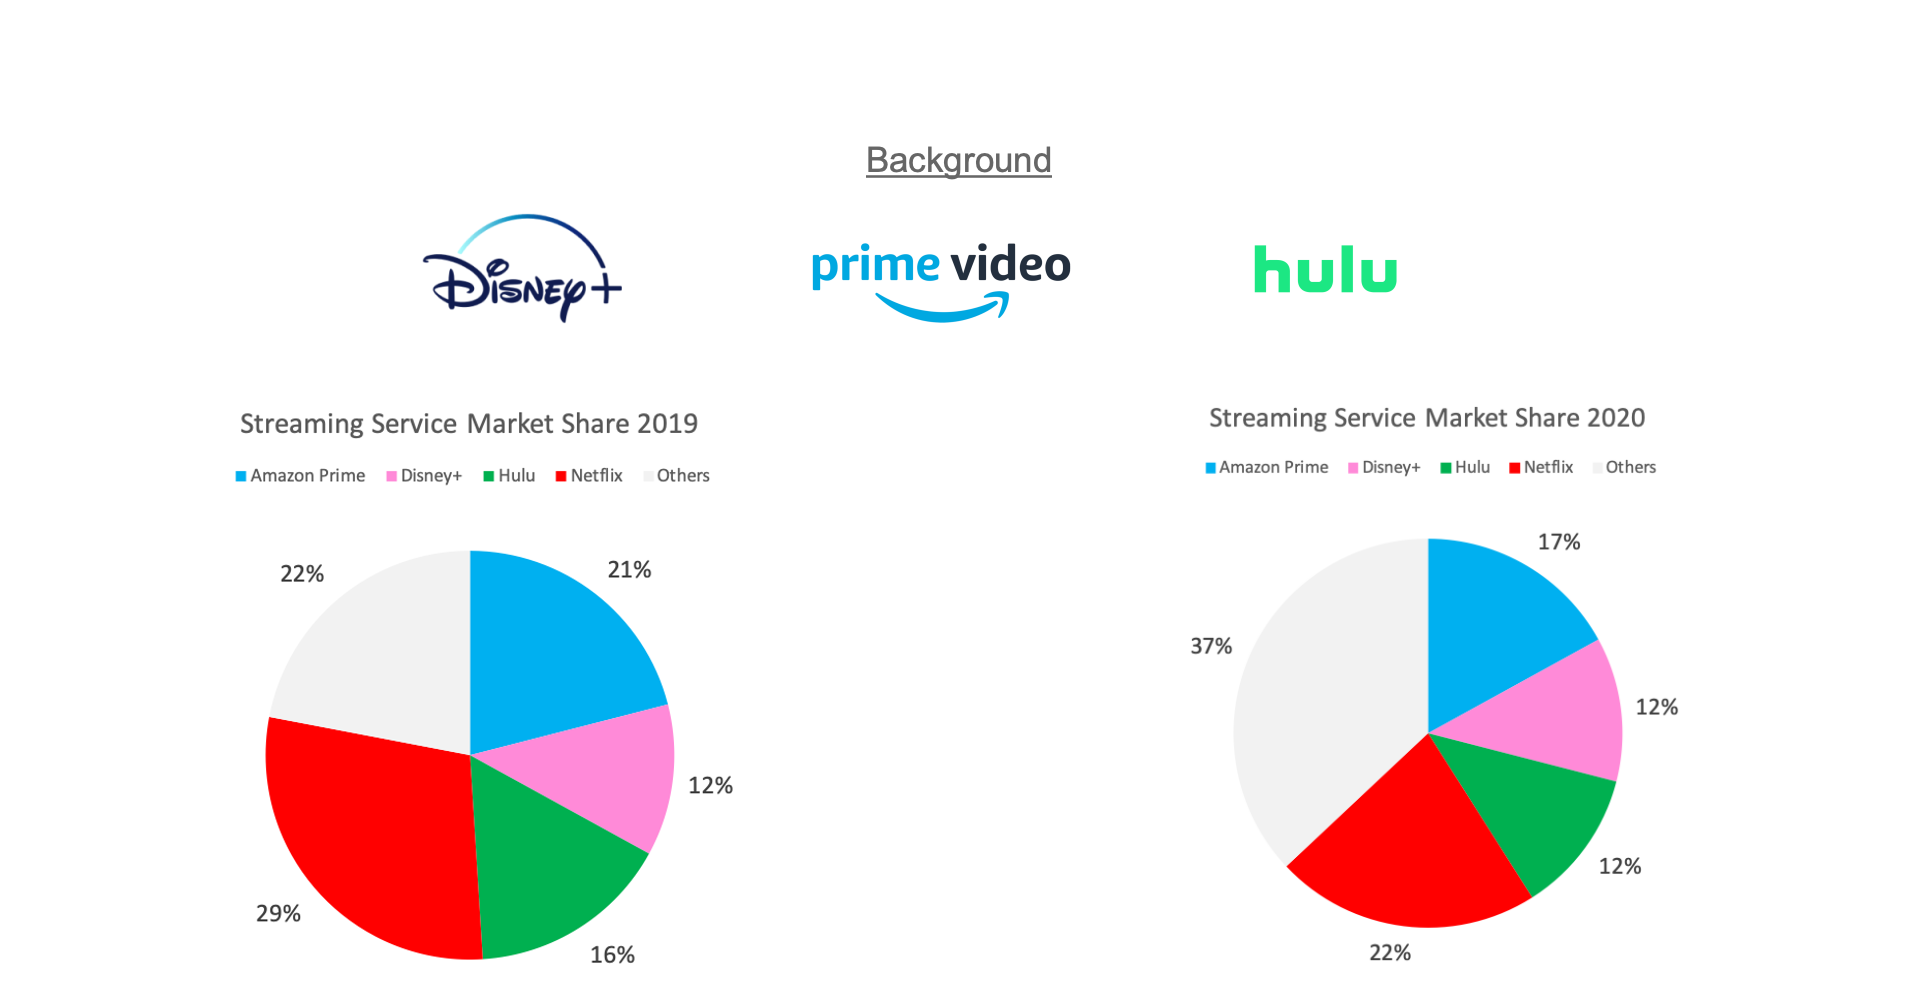 Background
Disney+
prime video
hulu
Streaming Service Market Share 2019
Amazon Prime Disney+ Hulu Netflix Others
22%
21%
12%
29%
16%
Streaming Service Market Share 2020
Amazon Prime Disney+ Hulu Netflix Others
17%
37%
12%
12%
22%